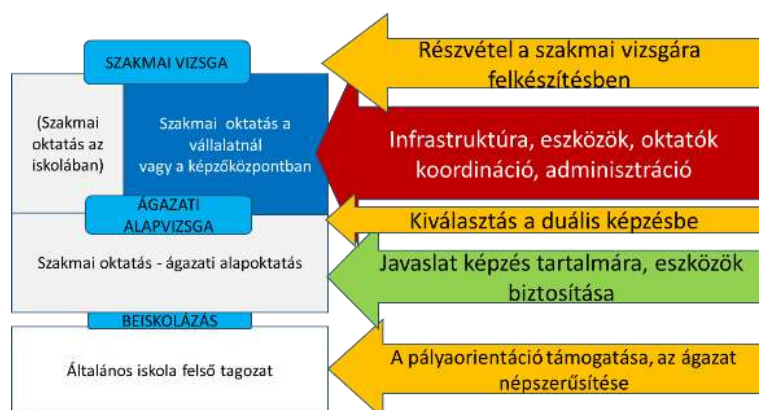 SZAKMAI VIZSGA
Részvétel a szakmai vizsgára
felkészítésben
(Szakmai
oktatás az
iskolában)
Szakmai oktatás a
vállalatnál
vagy a képzőközpontban
Infrastruktúra, eszközök, oktatók
koordináció, adminisztráció
ÁGAZATI
ALAPVIZSGA
Kiválasztás a duális képzésbe
Szakmai oktatás - ágazati alapoktatás
Javaslat képzés tartalmára, eszközök
biztosítása
BEISKOLÁZÁS
Általános iskola felső tagozat
A pályaorientáció támogatása, az ágazat
népszerűsítése